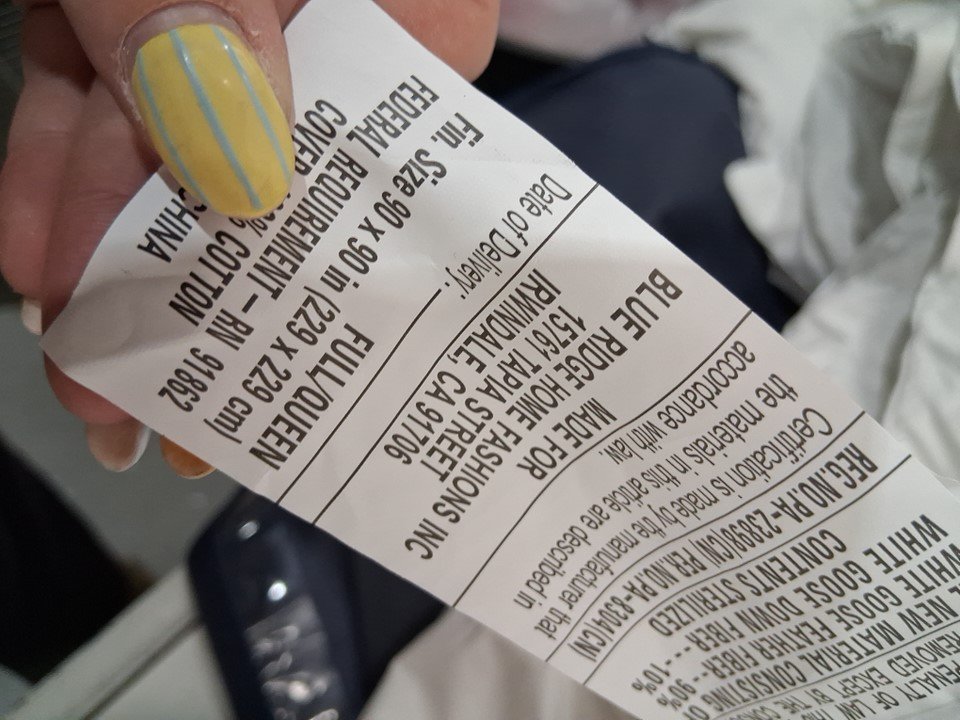 PENALTY OF LAW
REMOVED EXCEPT BY THE CON
L NEW MATERIAL CONSISTING OF
WHITE GOOSE FEATHER FIBER--90%
WHITE GOOSE DOWN FIBER----10%
CONTENTS STERILIZED
REG.NO.PA-23990(CN) PER.NO.PA-8304(CN)
Certification is made by the manufacturer that
the materials in this article are described in
accordance with law.
MADE FOR
BLUE RIDGE HOME FASHIONS INC
15761 TAPIA STREET
IRWINDALE, CA 91706
Date of Delivery:
FULL/QUEEN
Fin. Size 90 x 90 in (229 x 229 cm)
FEDERAL REQUIREMENT – RN 91862
COVER % COTTON
CHINA